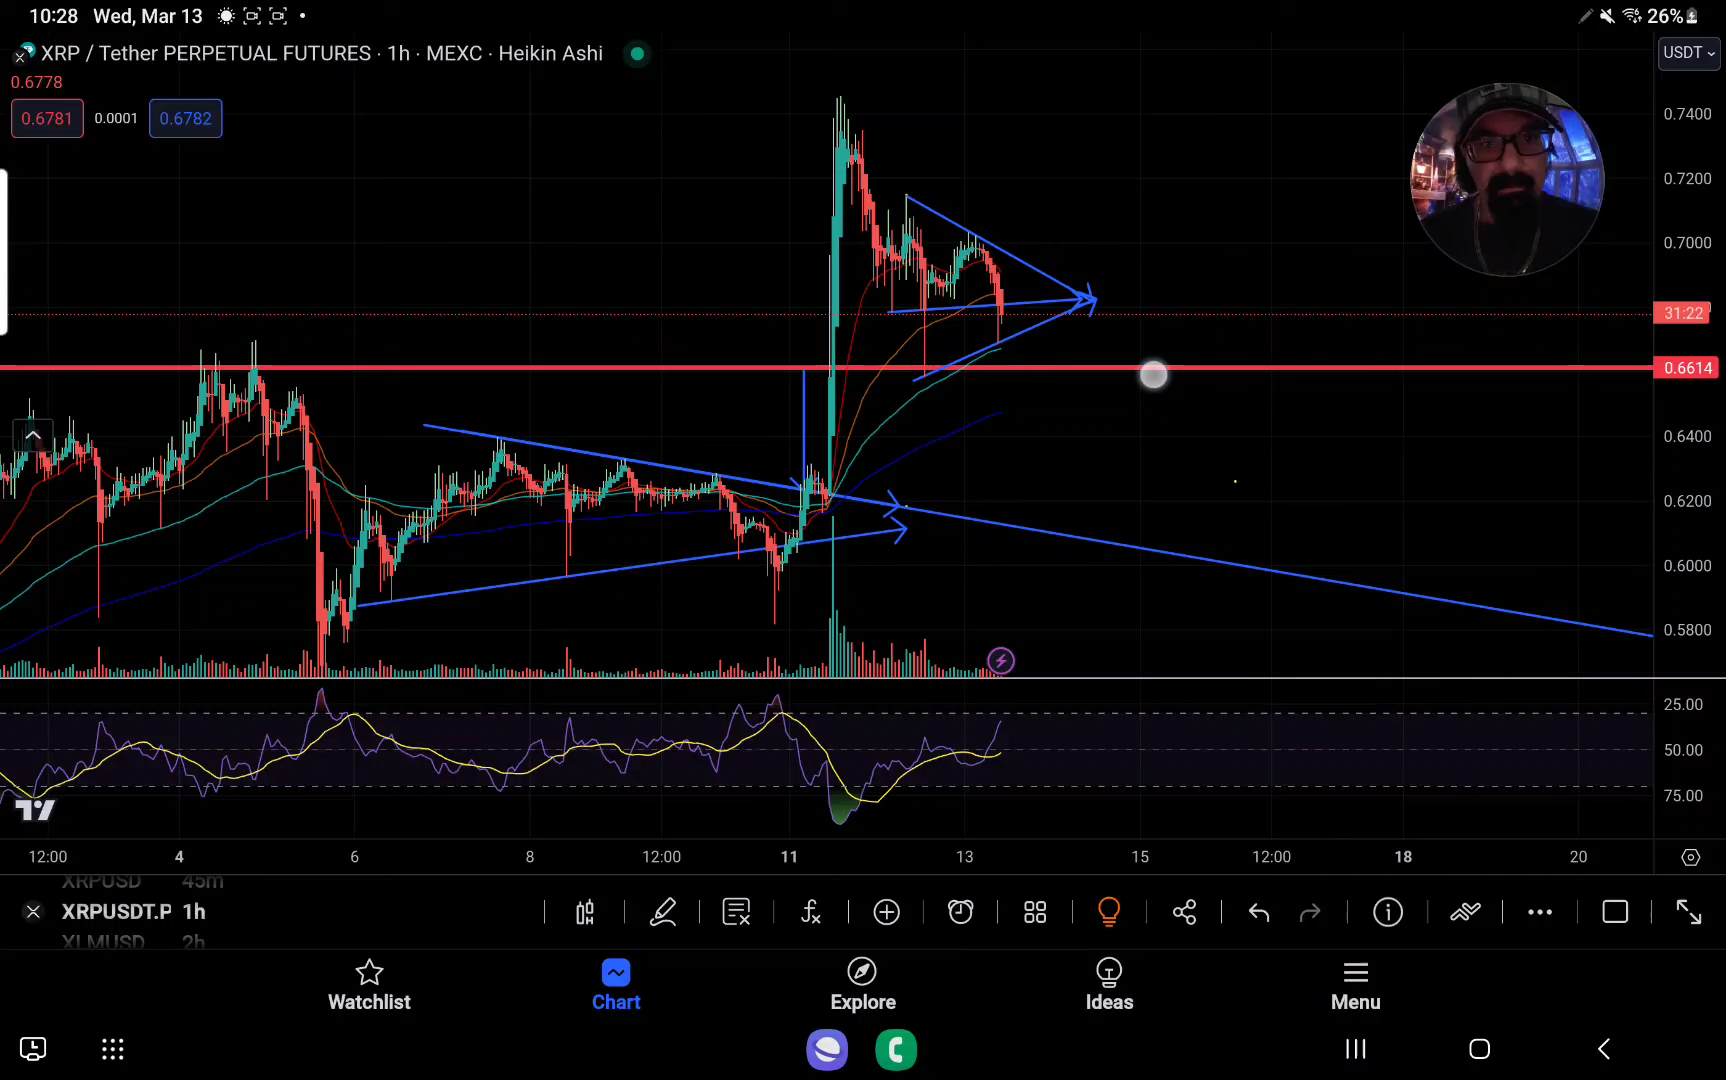 10:28 Wed, Mar 13
26%
XRP / Tether PERPETUAL FUTURES · 1h · MEXC · Heikin Ashi
USDT
0.6778
0.6781
0.0001
0.6782
0.7400
0.7200
0.7000
31:22
0.6614
0.6400
0.6200
0.6000
0.5800
25.00
50.00
75.00
12:00 4 6 8 12:00 11 13 15 12:00 18 20
XRPUSD 45m
XRPUSDT.P 1h
XLMUSD 2h
Watchlist
Chart
Explore
Ideas
Menu